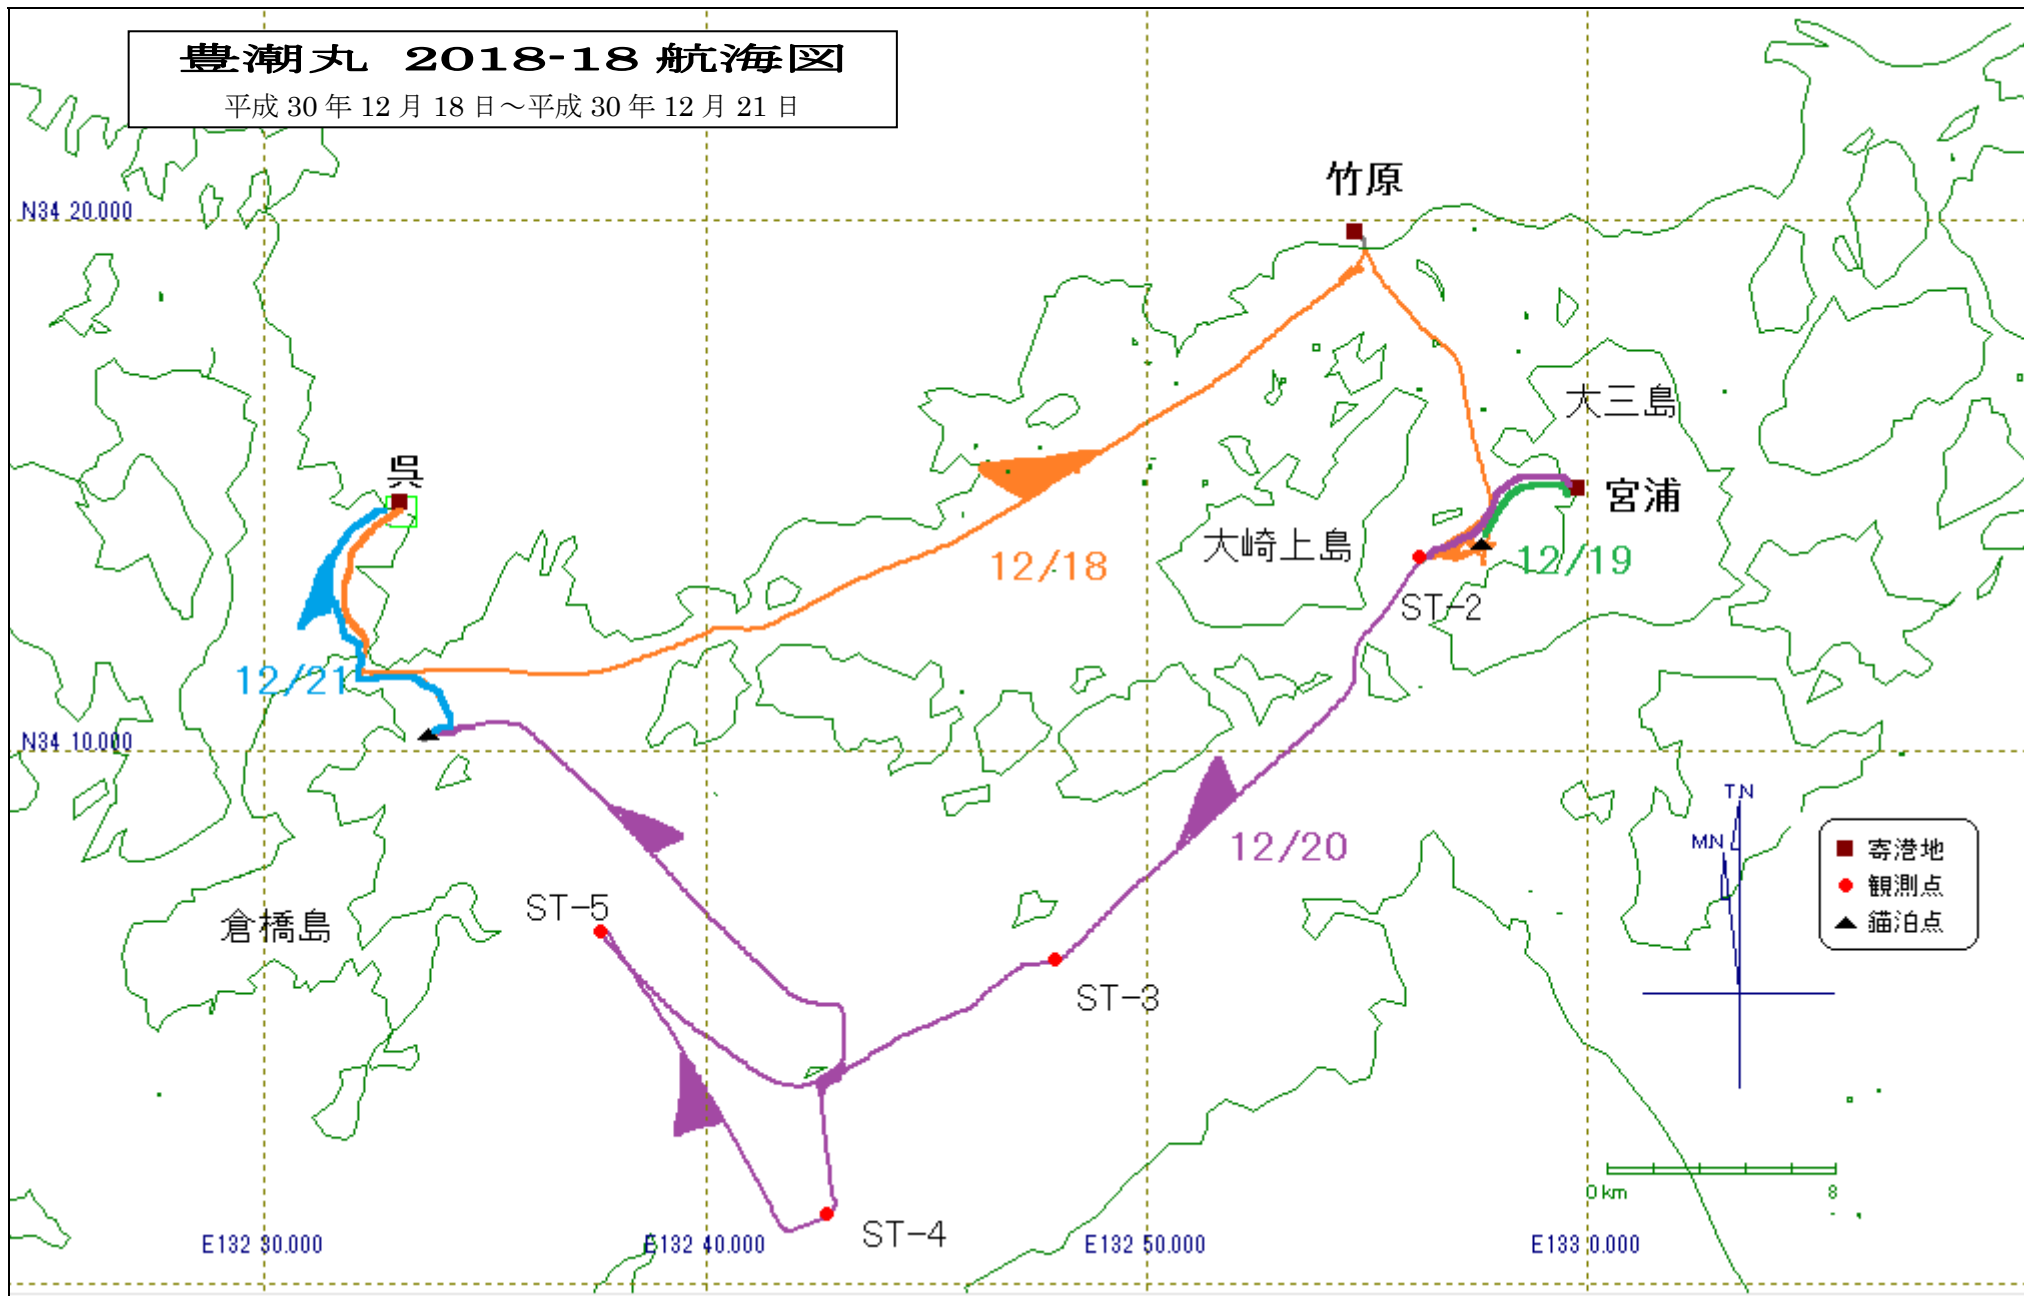 豊潮丸 2018-18 航海図
平成 30 年 12 月 18 日～平成 30 年 12 月 21 日
竹原
N34 20.000
大三島
呉
宮浦
大崎上島
12/18
12/19
ST-2
12/21
N34 10.000
T.N
M.N
12/20
寄港地
観測点
錨泊点
ST-5
倉橋島
ST-3
0 km
8
ST-4
E132 30.000
E132 40.000
E132 50.000
E133 0.000